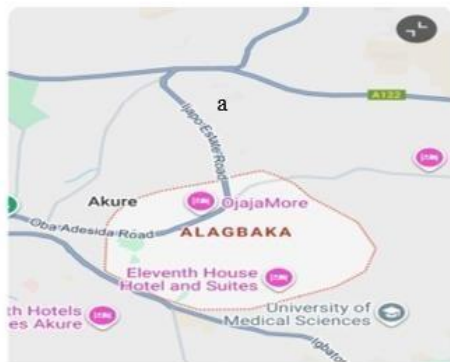 a
A122
Ijapo Estate Road
Akure
OjajaMore
Oba Adesida Road
ALAGBAKA
Eleventh House
Hotel and Suites
th Hotels
es Akure
University of
Medical Sciences
Igbato